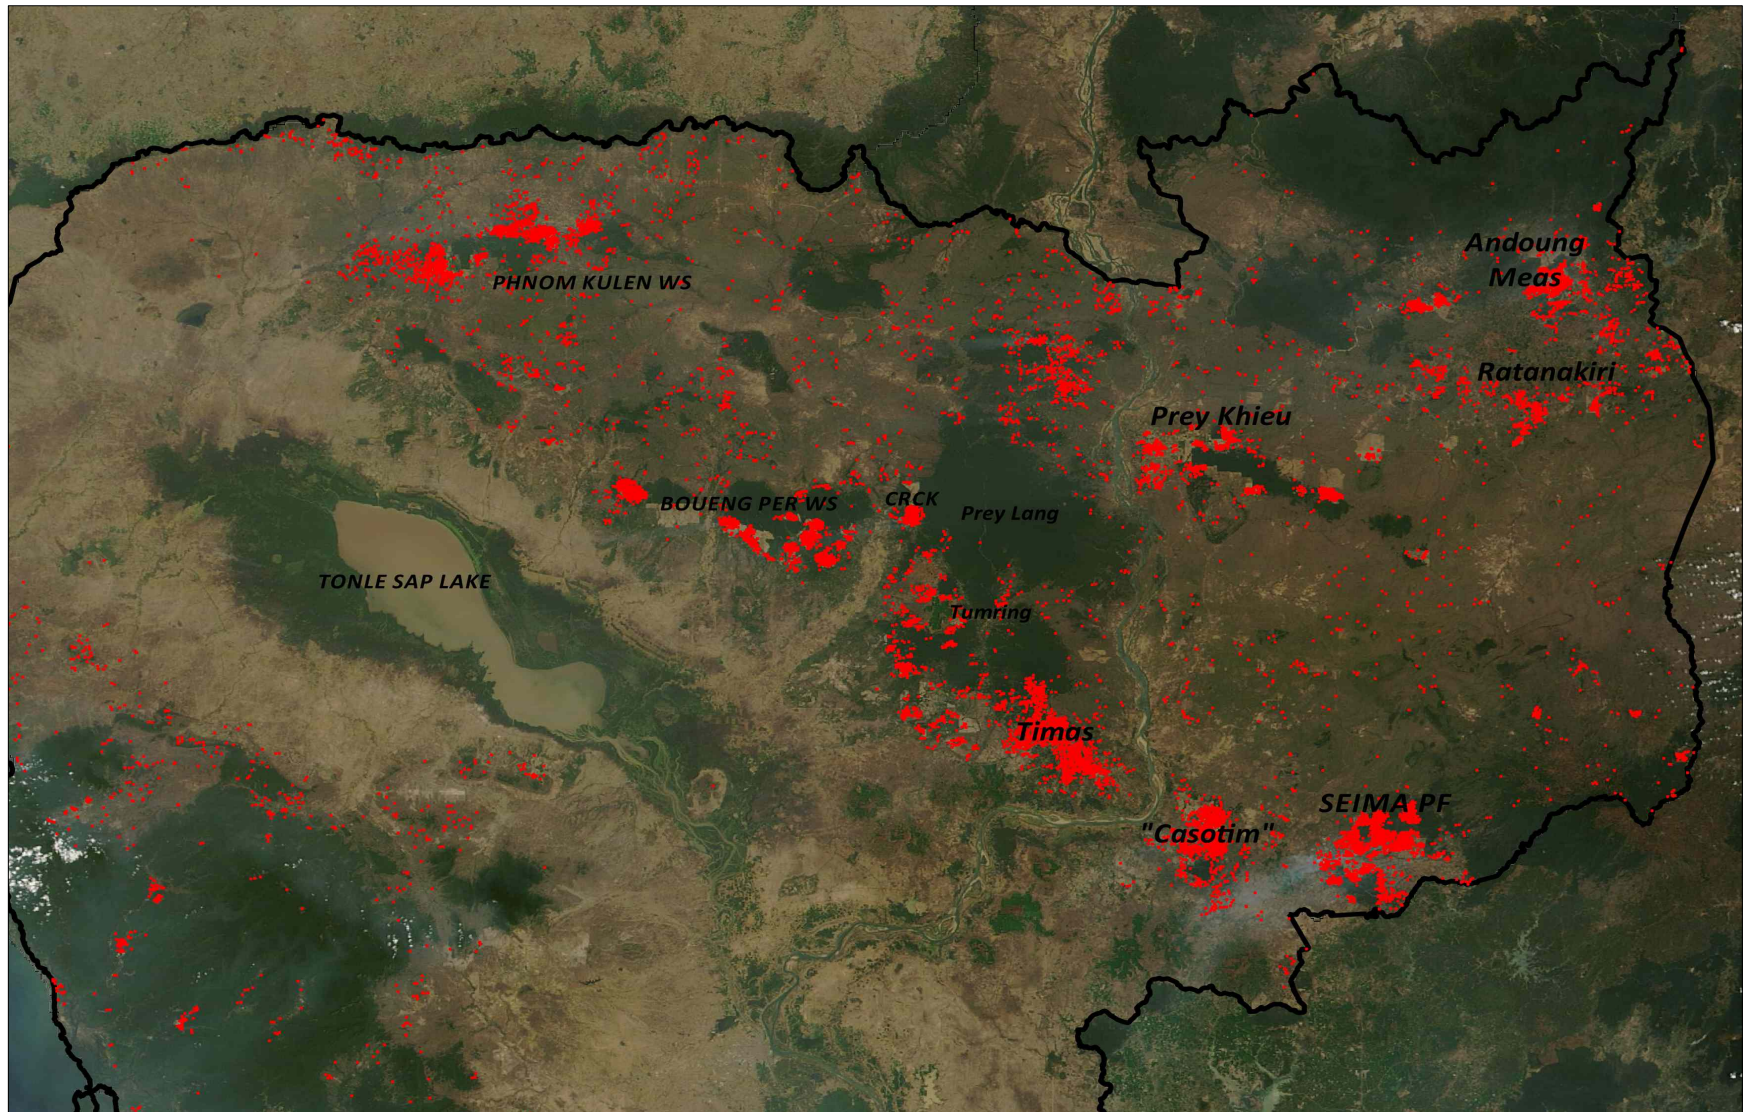 Andoung
Meas
PHNOM KULEN WS
Ratanakiri
Prey Khieu
BOUENG PER WS
CRCK
Prey Lang
TONLE SAP LAKE
Tumring
Timas
SEIMA PF
"Casotim"